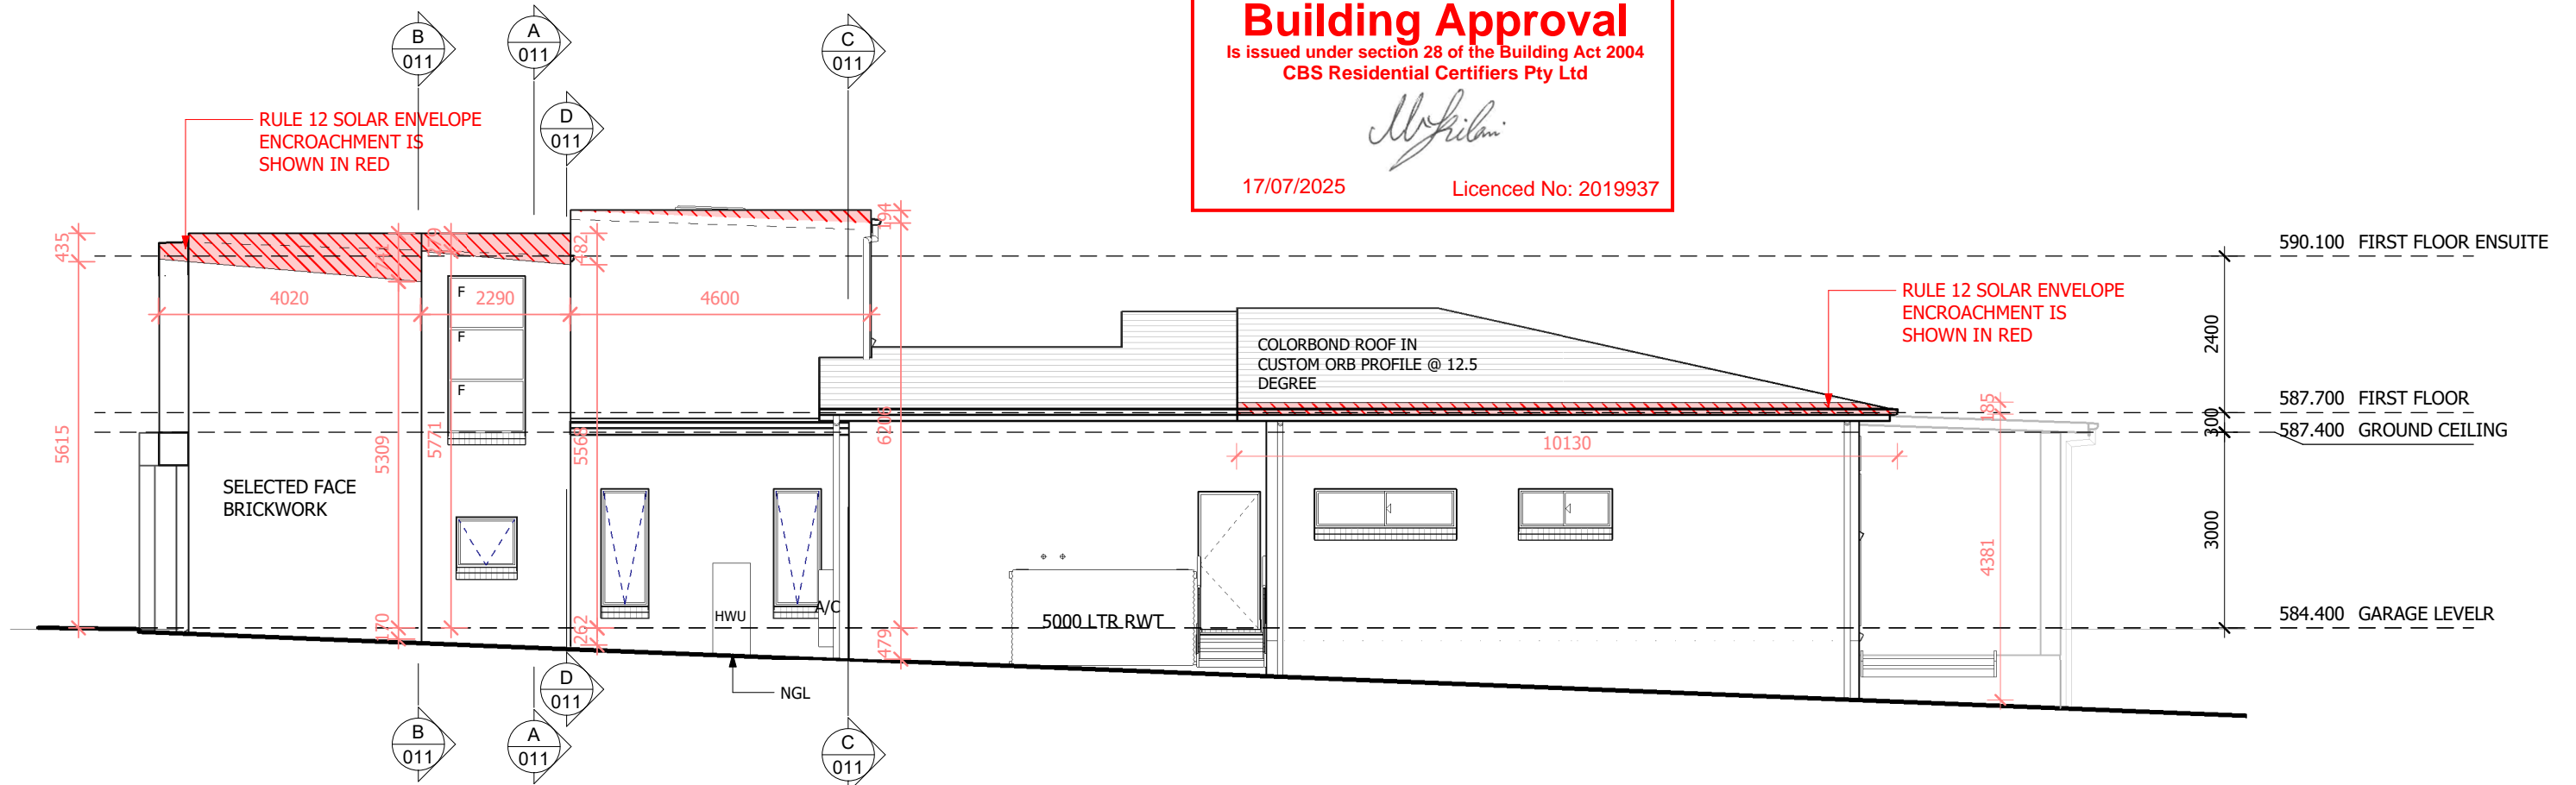 Building Approval
Is issued under section 28 of the Building Act 2004
CBS Residential Certifiers Pty Ltd
17/07/2025
Licenced No: 2019937
B
011
A
011
D
011
C
011
RULE 12 SOLAR ENVELOPE
ENCROACHMENT IS
SHOWN IN RED
435
482
194
4020
2290
4600
F
F
F
5615
5309
5771
5568
6206
SELECTED FACE
BRICKWORK
170
262
479
HWU
A/C
5000 LTR RWT
NGL
COLORBOND ROOF IN
CUSTOM ORB PROFILE @ 12.5
DEGREE
10130
RULE 12 SOLAR ENVELOPE
ENCROACHMENT IS
SHOWN IN RED
185
4381
2400
300
3000
590.100 FIRST FLOOR ENSUITE
587.700 FIRST FLOOR
587.400 GROUND CEILING
584.400 GARAGE LEVELR
B
011
A
011
D
011
C
011